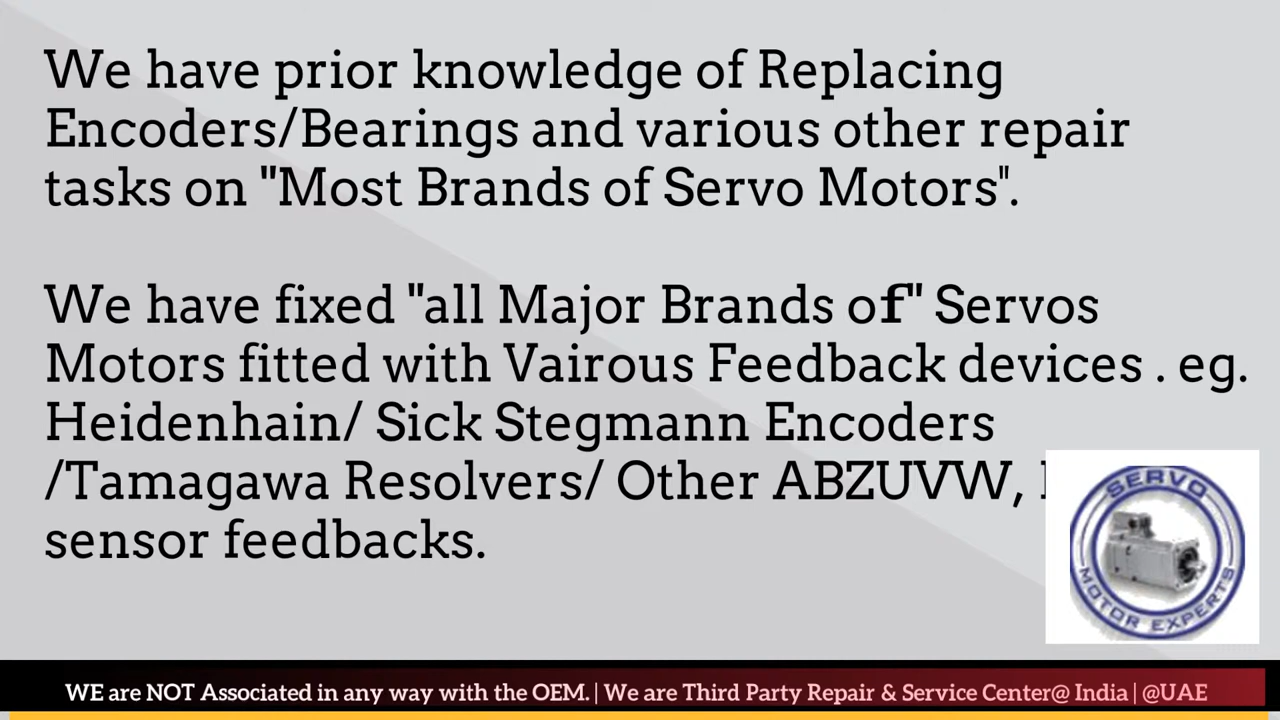 We have prior knowledge of Replacing
Encoders/Bearings and various other repair
tasks on "Most Brands of Servo Motors".
We have fixed "all Major Brands of" Servos
Motors fitted with Vairous Feedback devices . eg.
Heidenhain/ Sick Stegmann Encoders
/Tamagawa Resolvers/ Other ABZUVW,
sensor feedbacks.
SERVO
MOTOR EXPERTS
WE are NOT Associated in any way with the OEM. | We are Third Party Repair & Service Center@ India | @UAE